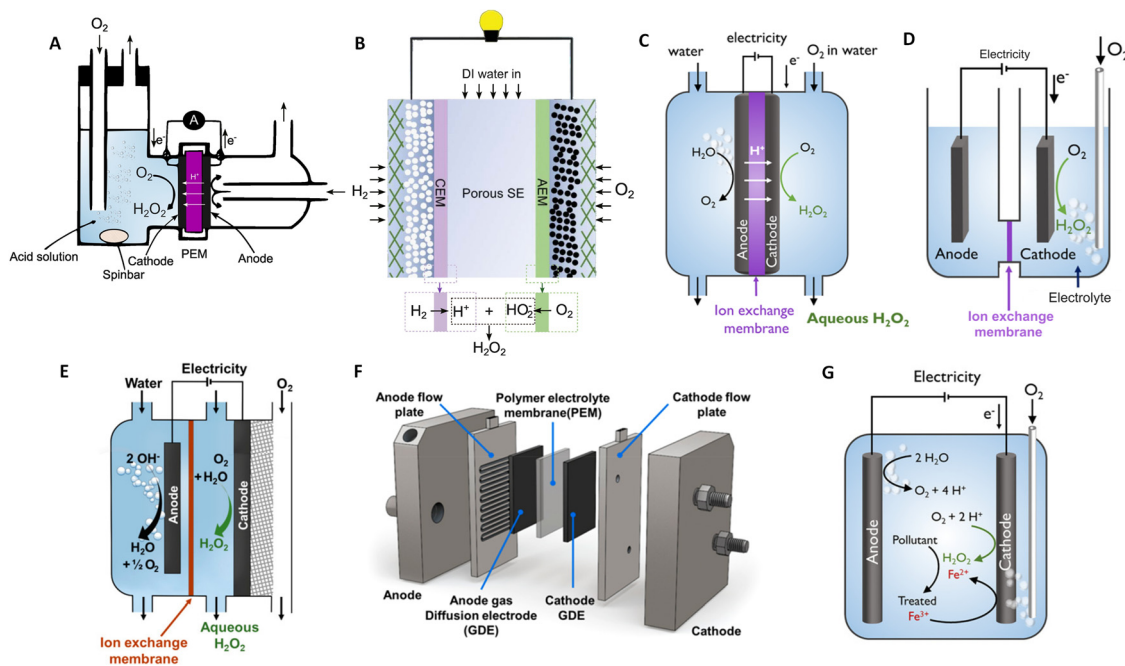 A
O2
A
e-
e-
O2
H2O2
H+
Acid solution
Spinbar
Cathode
PEM
Anode
B
DI water in
H2
CEM
Porous SE
AEM
O2
H2
H+
+
HO2-
O2
H2O2
C
water
electricity
e-
O2 in water
H2O
O2
H+
O2
H2O2
Anode
Cathode
Ion exchange
membrane
Aqueous H2O2
D
Electricity
e-
O2
O2
H2O2
Anode
Cathode
Electrolyte
Ion exchange
membrane
E
Water
Electricity
O2
2 OH-
H2O
+ ½ O2
Anode
O2
+ H2O
H2O2
Cathode
Ion exchange
membrane
Aqueous
H2O2
F
Anode flow
plate
Polymer electrolyte
membrane(PEM)
Cathode flow
plate
Anode
Anode gas
Diffusion electrode
(GDE)
Cathode
GDE
Cathode
G
Electricity
e-
O2
Anode
Cathode
2 H2O
O2 + 4 H+
O2 + 2 H+
Pollutant
H2O2
Fe2+
Treated
Fe3+